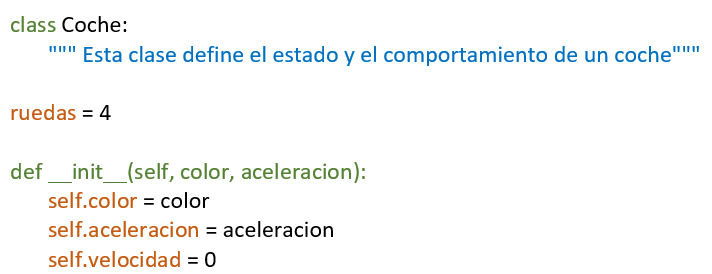 class Coche:
""" Esta clase define el estado y el comportamiento de un coche"""
ruedas = 4
def __init__(self, color, aceleracion):
self.color = color
self.aceleracion = aceleracion
self.velocidad = 0